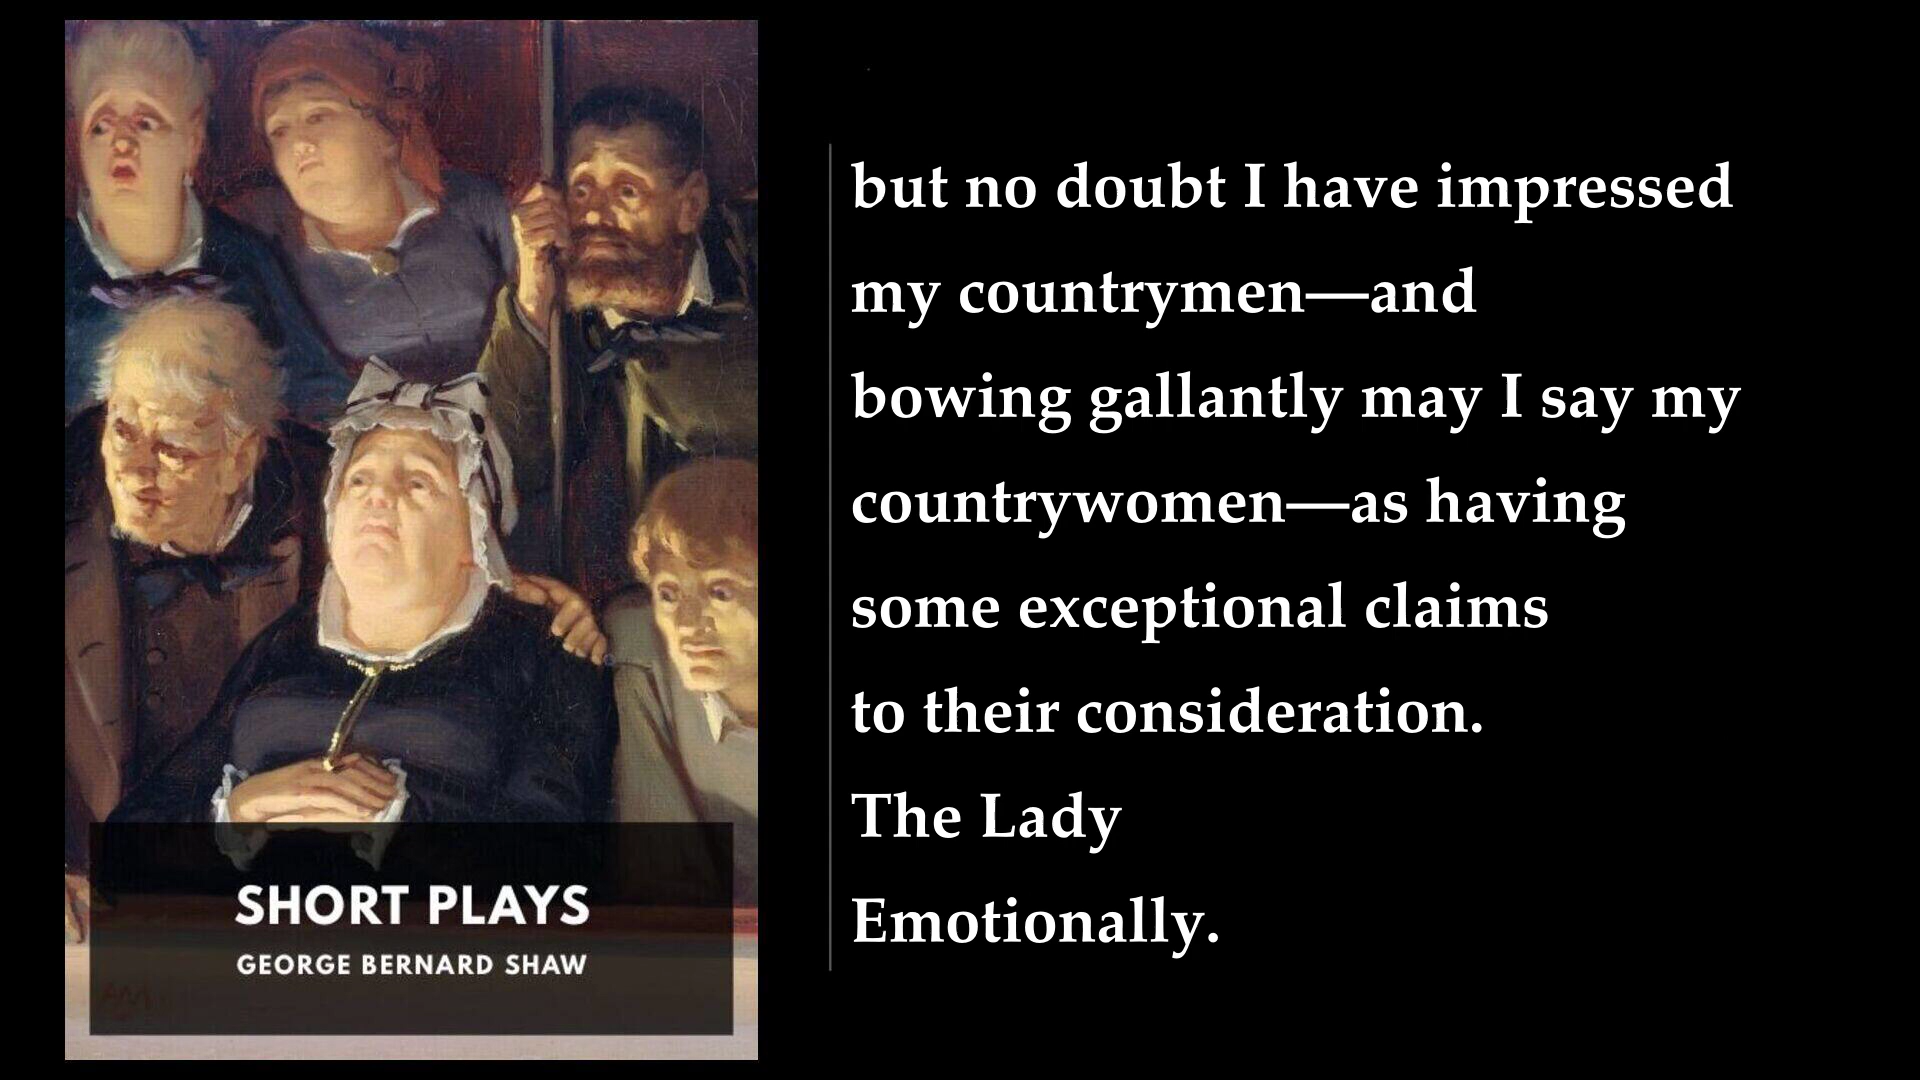 but no doubt I have impressed
my countrymen—and
bowing gallantly may I say my
countrywomen—as having
some exceptional claims
to their consideration.
The Lady
Emotionally.
SHORT PLAYS
GEORGE BERNARD SHAW